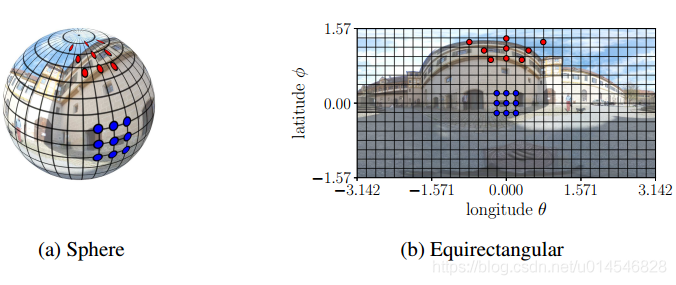 1.57
latitude ϕ
0.00
−1.57
−3.142 −1.571 0.000 1.571 3.142
longitude θ
(a) Sphere
(b) Equirectangular
https://blog.csdn.net/u014546828